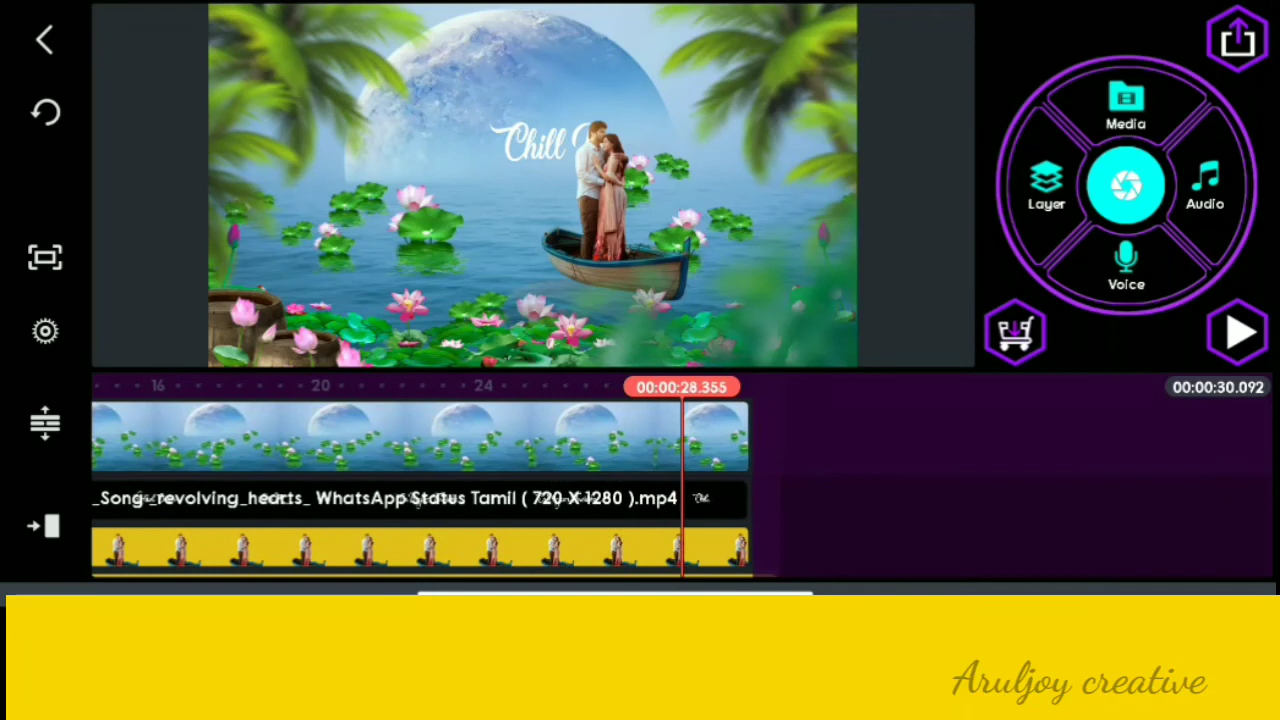 Media
Layer
Audio
Voice
Chill
16
20
24
00:00:28.355
00:00:30.092
_Song_revolving_hearts_ WhatsApp Status Tamil ( 720 X 1280 ).mp4
Aruljoy creative